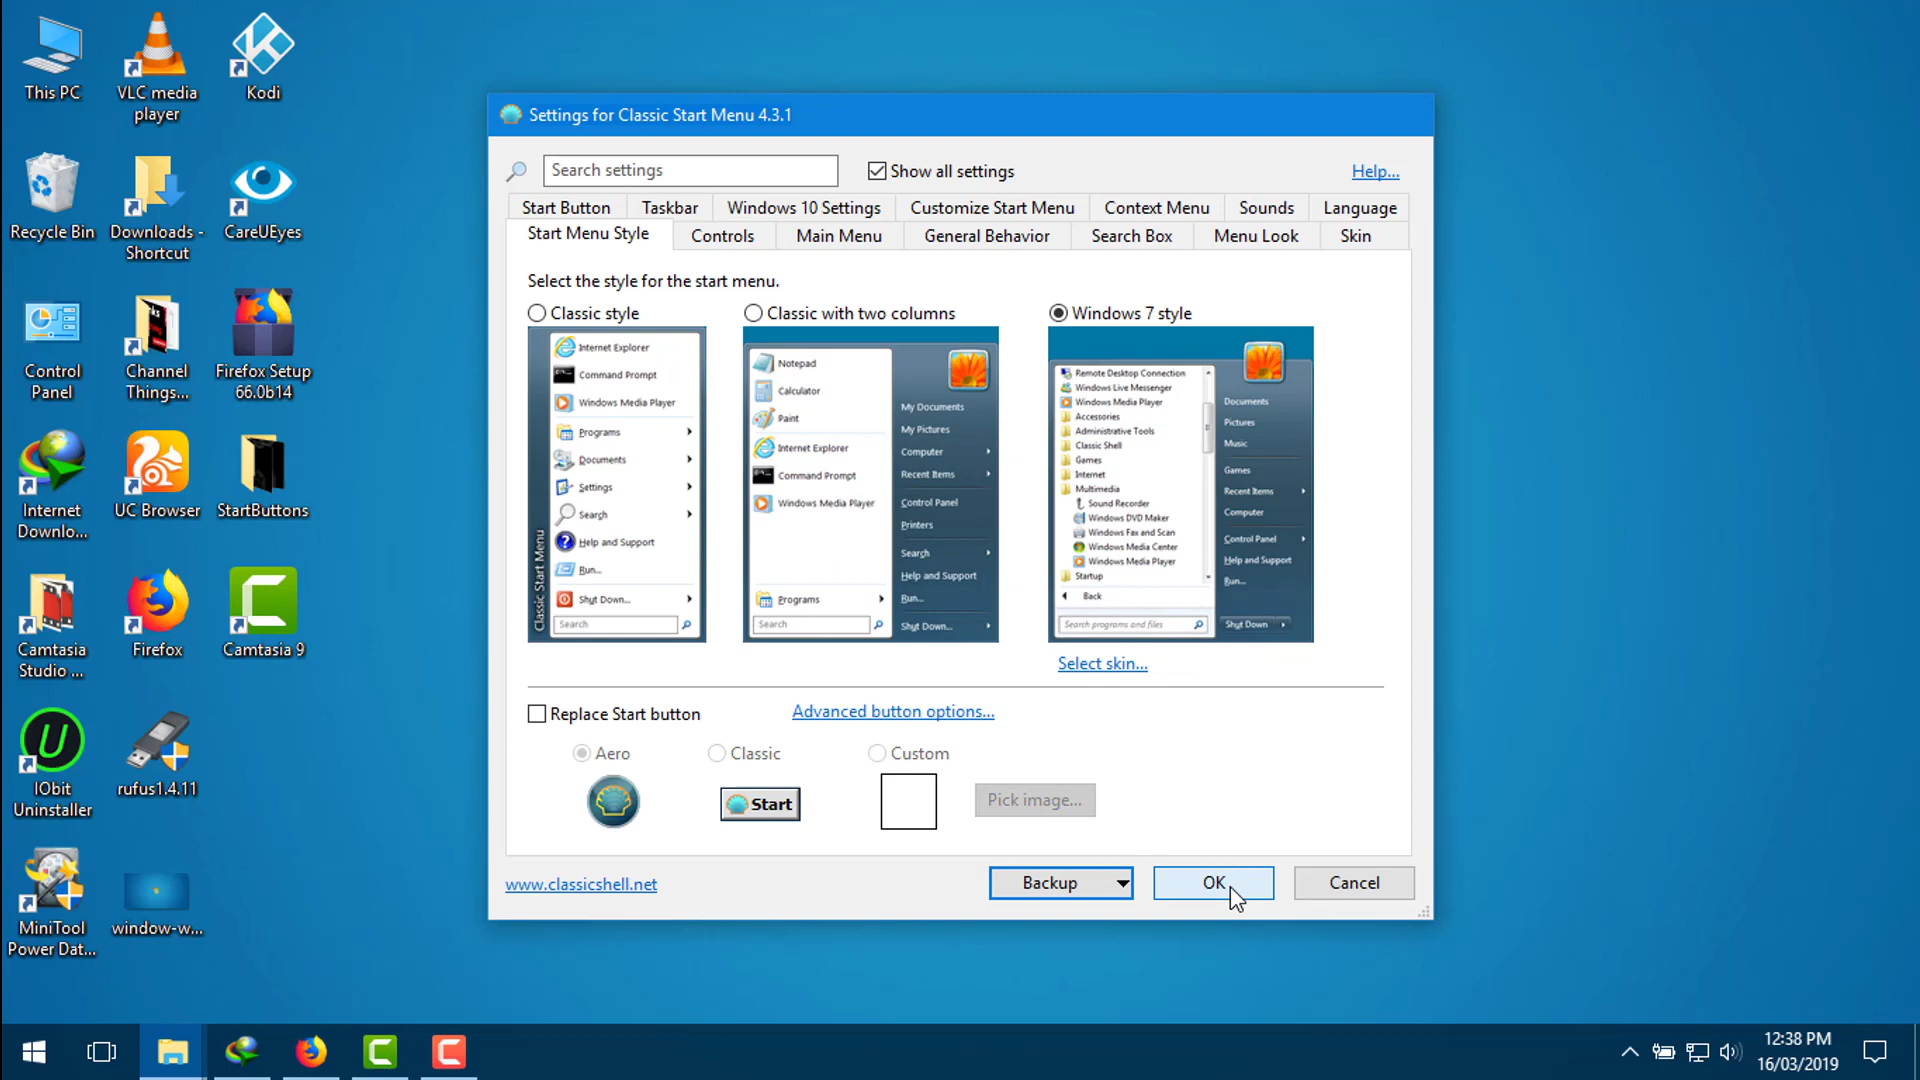 This PC
VLC media
player
Kodi
Recycle Bin
Downloads -
Shortcut
CareUEyes
Control
Panel
Channel
Things...
Firefox Setup
66.0b14
Internet
Downlo...
UC Browser
StartButtons
Camtasia
Studio ...
Firefox
Camtasia 9
IObit
Uninstaller
rufus1.4.11
MiniTool
Power Dat...
window-w...
Settings for Classic Start Menu 4.3.1
Search settings
Show all settings
Help...
Start Button
Taskbar
Windows 10 Settings
Customize Start Menu
Context Menu
Sounds
Language
Start Menu Style
Controls
Main Menu
General Behavior
Search Box
Menu Look
Skin
Select the style for the start menu.
Classic style
Classic with two columns
Windows 7 style
Internet Explorer
Command Prompt
Windows Media Player
Programs
Documents
Settings
Search
Help and Support
Run...
Shut Down...
Search
Classic Start Menu
Notepad
Calculator
Paint
Internet Explorer
Command Prompt
Windows Media Player
Programs
Search
My Documents
My Pictures
Computer
Recent Items
Control Panel
Printers
Search
Help and Support
Run...
Shut Down...
Remote Desktop Connection
Windows Live Messenger
Windows Media Player
Accessories
Administrative Tools
Classic Shell
Games
Internet
Multimedia
Sound Recorder
Windows DVD Maker
Windows Fax and Scan
Windows Media Center
Windows Media Player
Startup
Back
Search programs and files
Documents
Pictures
Music
Games
Recent Items
Computer
Control Panel
Help and Support
Run...
Shut Down
Select skin...
Replace Start button
Advanced button options...
Aero
Classic
Custom
Start
Pick image...
www.classicshell.net
Backup
OK
Cancel
12:38 PM
16/03/2019